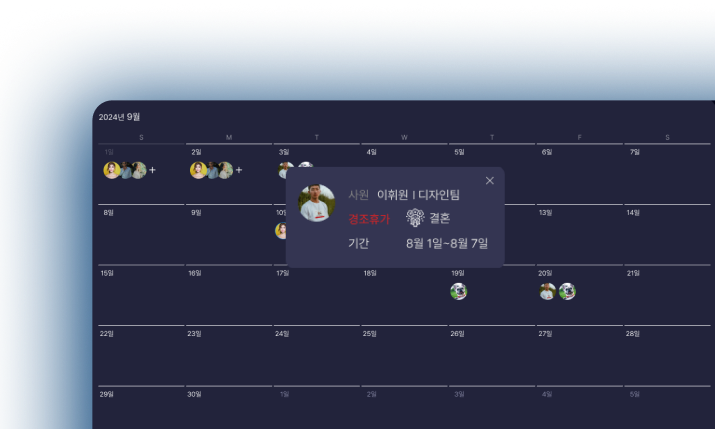 2024년 9월
S M T W T F S
1일 2일 3일 4일 5일 6일 7일
+ +
사원 이휘원 | 디자인팀
경조휴가 결혼
기간 8월 1일~8월 7일
8일 9일 10일 13일 14일
15일 16일 17일 18일 19일 20일 21일
22일 23일 24일 25일 26일 27일 28일
29일 30일 1일 2일 3일 4일 5일